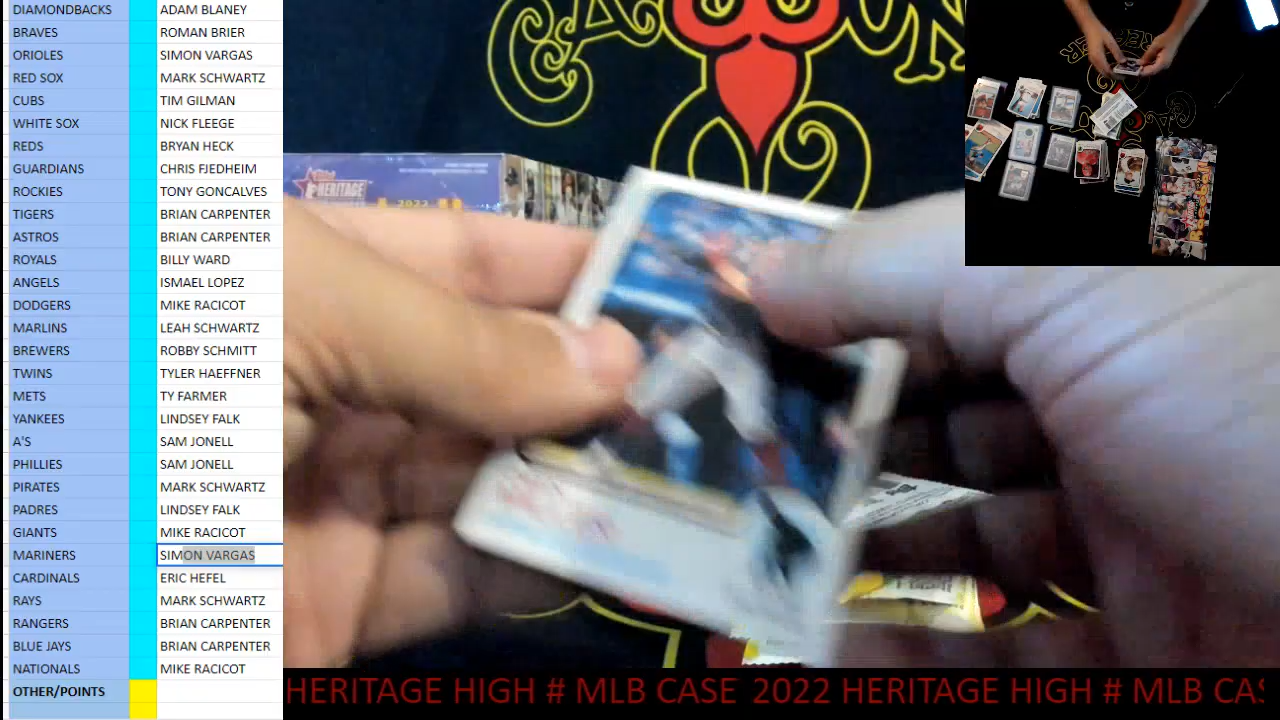 DIAMONDBACKS ADAM BLANEY
BRAVES ROMAN BRIER
ORIOLES SIMON VARGAS
RED SOX MARK SCHWARTZ
CUBS TIM GILMAN
WHITE SOX NICK FLEEGE
REDS BRYAN HECK
GUARDIANS CHRIS FJEDHEIM
ROCKIES TONY GONCALVES
TIGERS BRIAN CARPENTER
ASTROS BRIAN CARPENTER
ROYALS BILLY WARD
ANGELS ISMAEL LOPEZ
DODGERS MIKE RACICOT
MARLINS LEAH SCHWARTZ
BREWERS ROBBY SCHMITT
TWINS TYLER HAEFFNER
METS TY FARMER
YANKEES LINDSEY FALK
A'S SAM JONELL
PHILLIES SAM JONELL
PIRATES MARK SCHWARTZ
PADRES LINDSEY FALK
GIANTS MIKE RACICOT
MARINERS SIMON VARGAS
CARDINALS ERIC HEFEL
RAYS MARK SCHWARTZ
RANGERS BRIAN CARPENTER
BLUE JAYS BRIAN CARPENTER
NATIONALS MIKE RACICOT
OTHER/POINTS
HERITAGE
2022
HERITAGE HIGH # MLB CASE 2022 HERITAGE HIGH # MLB CAS